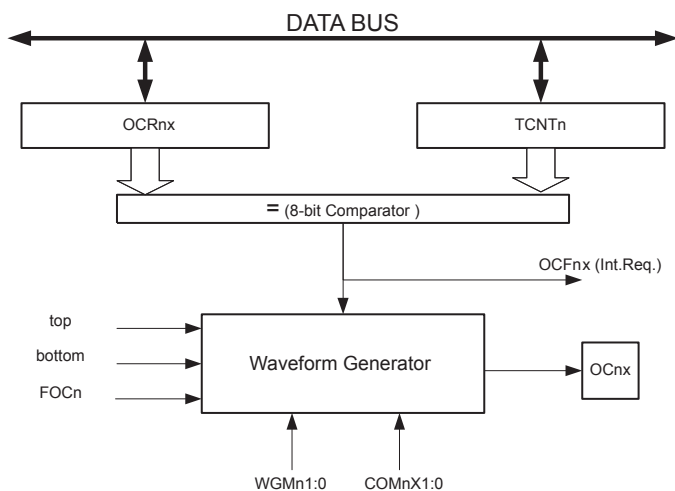 DATA BUS
OCRnx
TCNTn
= (8-bit Comparator )
OCFnx (Int.Req.)
top
bottom
FOCn
Waveform Generator
OCnx
WGMn1:0
COMnX1:0